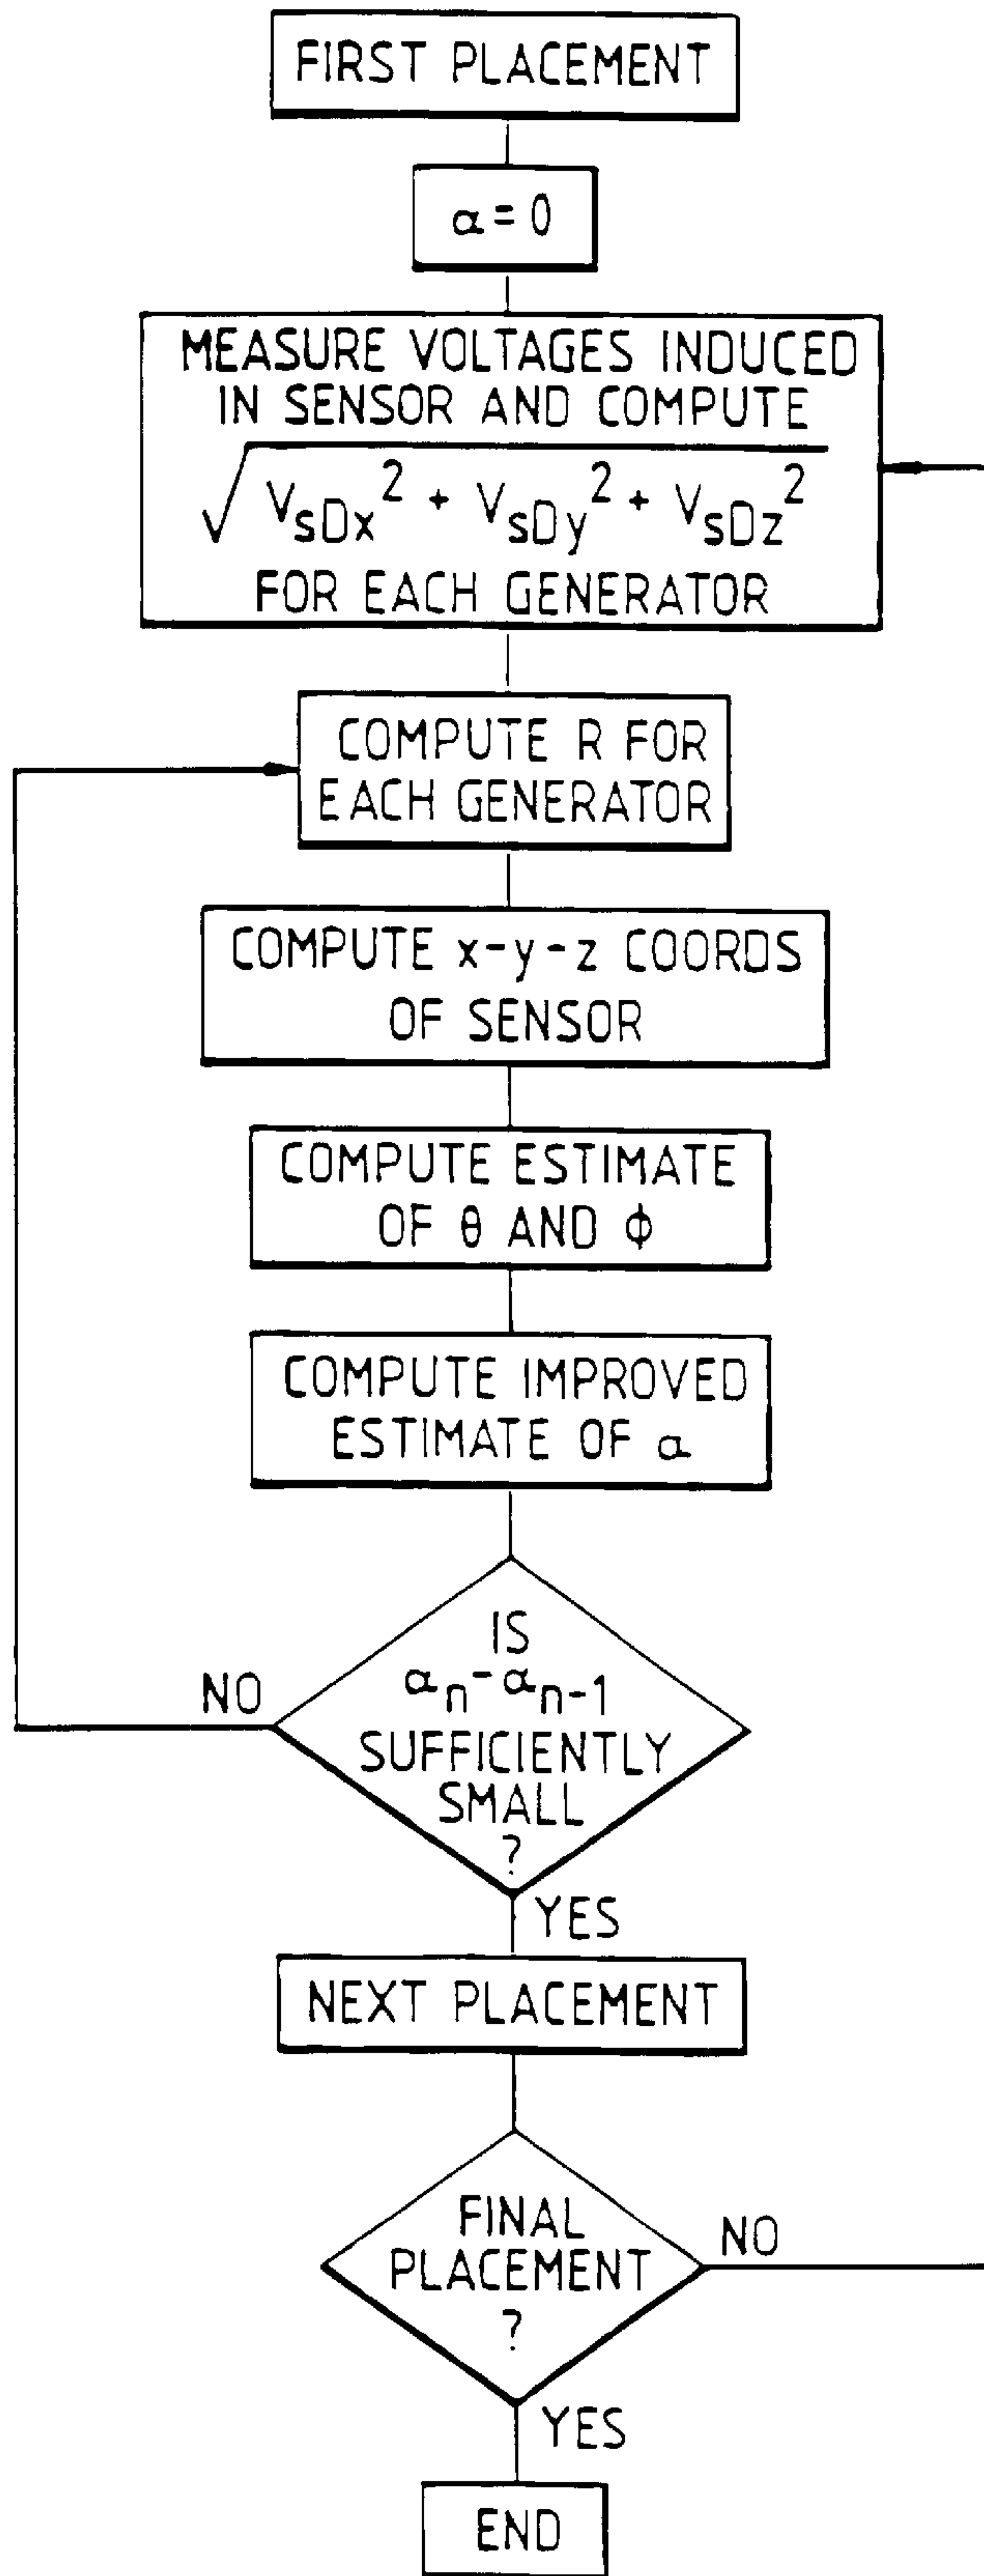 FIRST PLACEMENT
α = 0
MEASURE VOLTAGES INDUCED
IN SENSOR AND COMPUTE
√VsDx² + VsDy² + VsDz²
FOR EACH GENERATOR
COMPUTE R FOR
EACH GENERATOR
COMPUTE x-y-z COORDS
OF SENSOR
COMPUTE ESTIMATE
OF θ AND ϕ
COMPUTE IMPROVED
ESTIMATE OF α
IS
αn - αn-1
SUFFICIENTLY
SMALL
?
NO
YES
NEXT PLACEMENT
FINAL
PLACEMENT
?
NO
YES
END